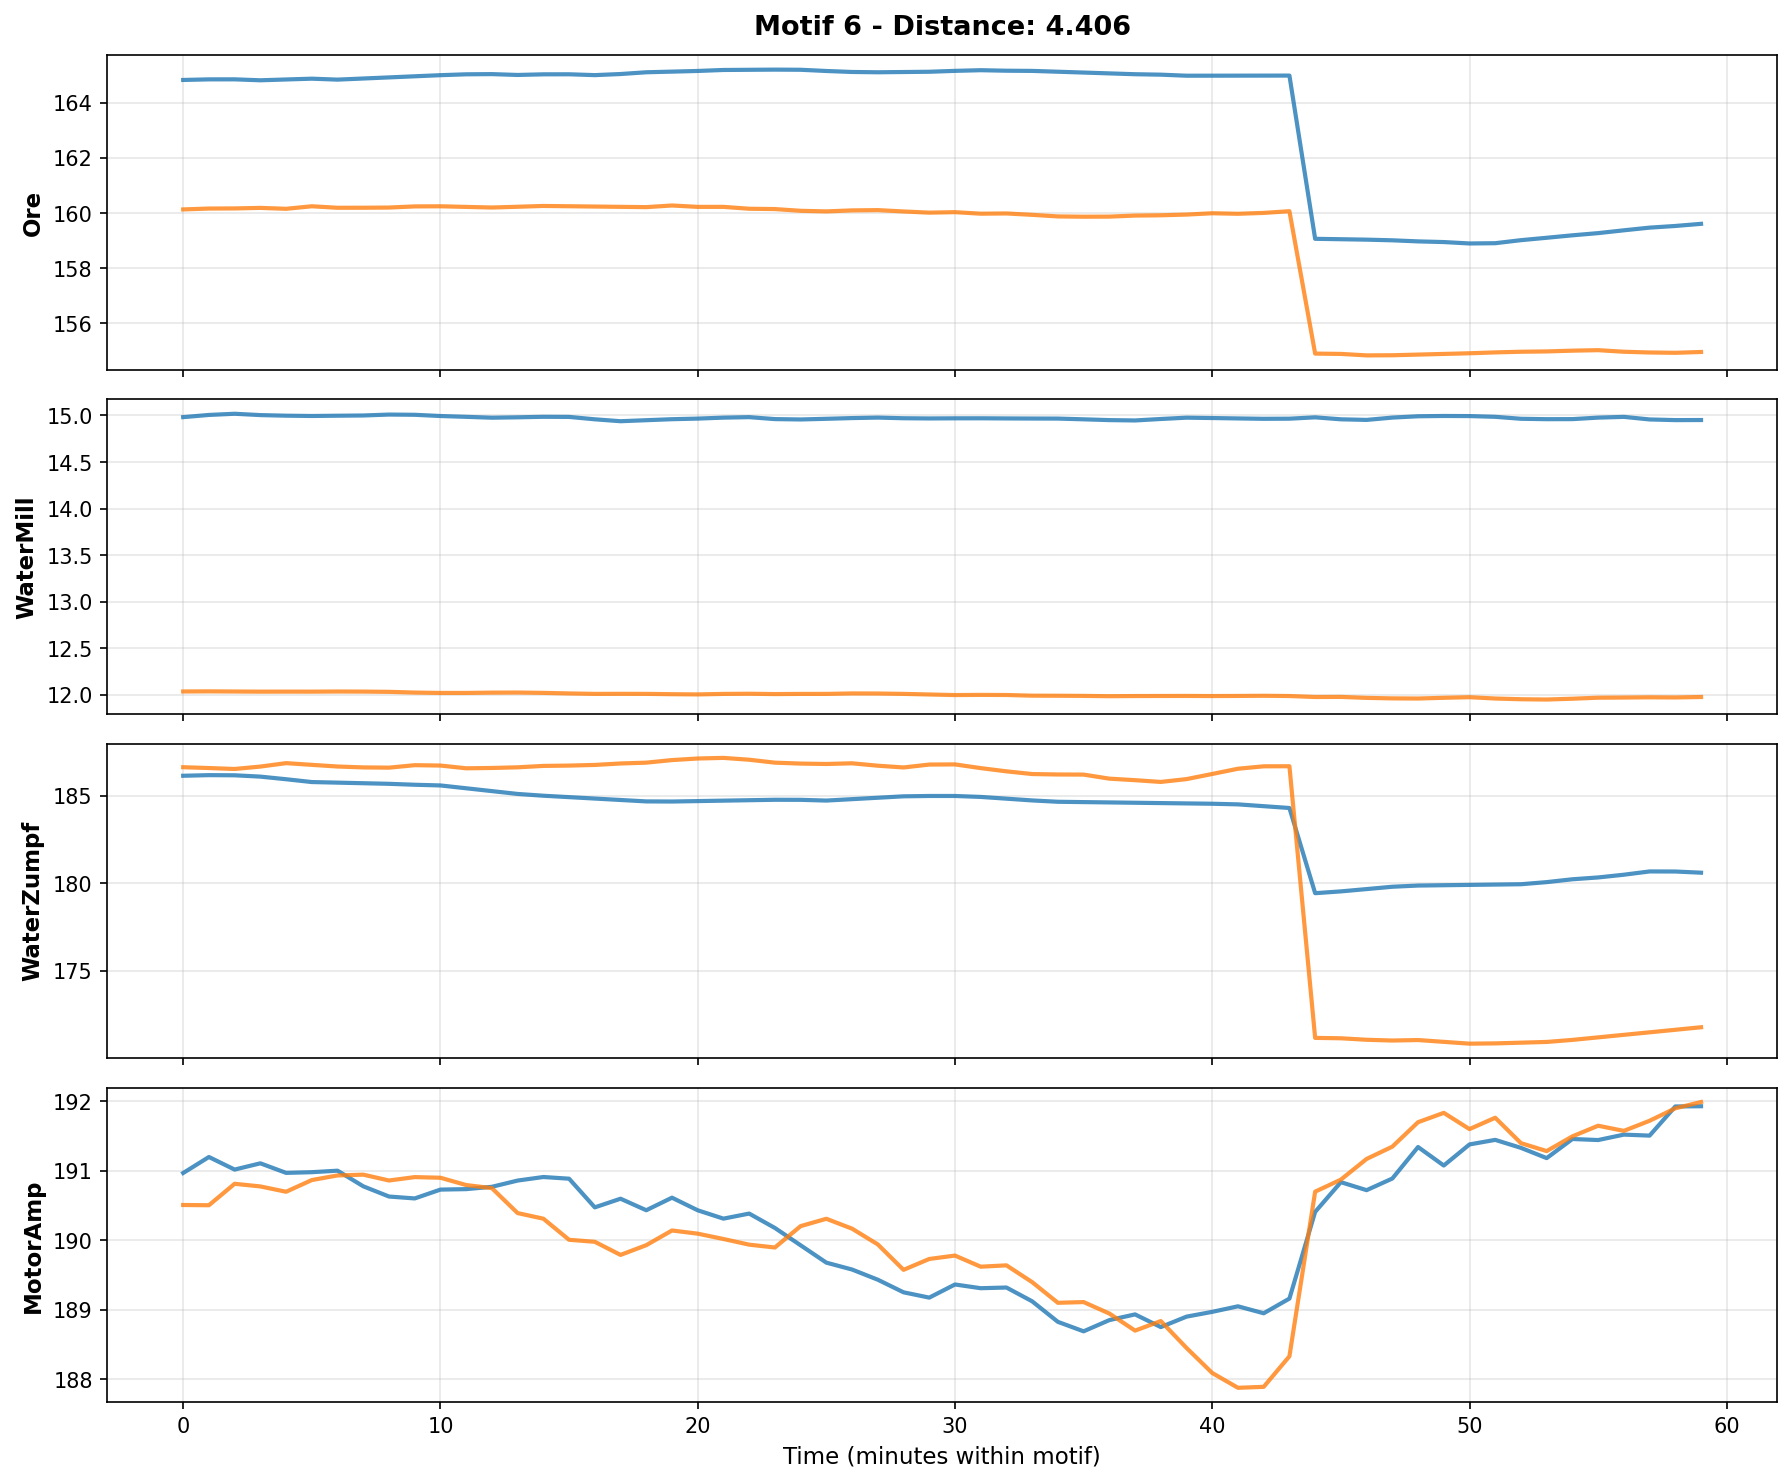 Motif 6 - Distance: 4.406
Ore
164
162
160
158
156
WaterMill
15.0
14.5
14.0
13.5
13.0
12.5
12.0
WaterZumpf
185
180
175
MotorAmp
192
191
190
189
188
0 10 20 30 40 50 60
Time (minutes within motif)